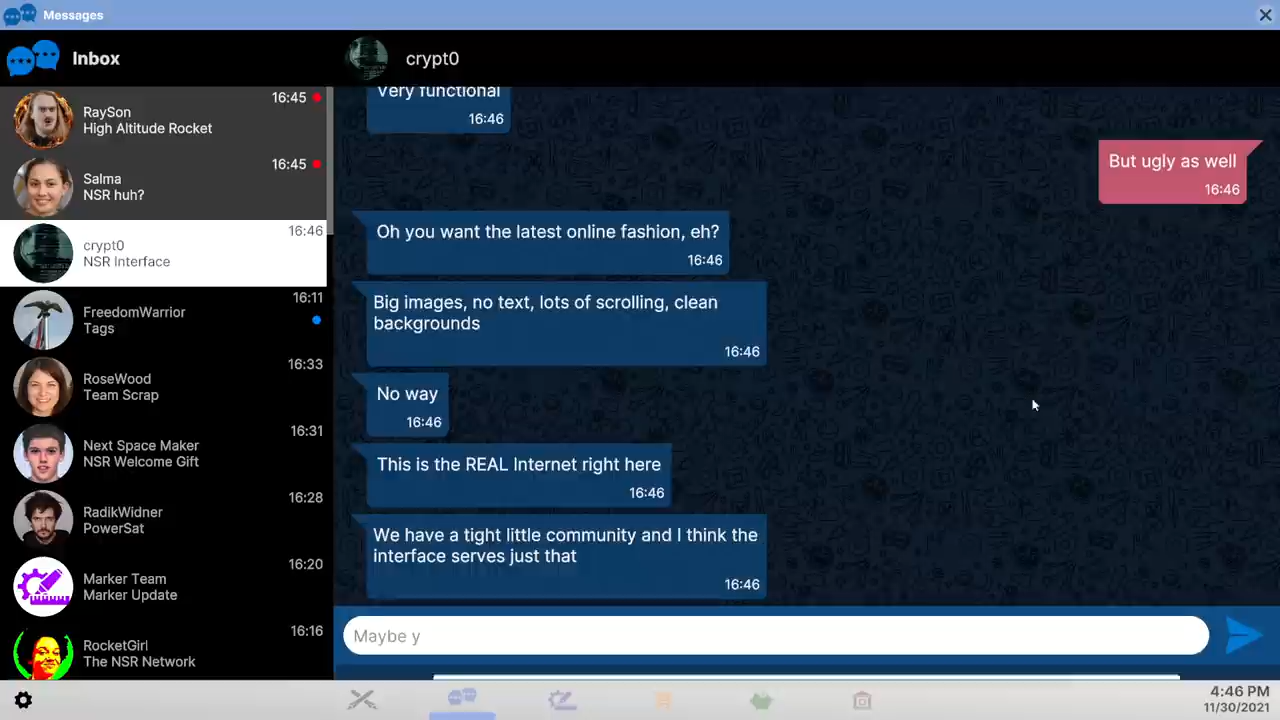 Messages
Inbox
crypt0
RaySon
High Altitude Rocket
16:45
Salma
NSR huh?
16:45
crypt0
NSR Interface
16:46
FreedomWarrior
Tags
16:11
RoseWood
Team Scrap
16:33
Next Space Maker
NSR Welcome Gift
16:31
RadikWidner
PowerSat
16:28
Marker Team
Marker Update
16:20
RocketGirl
The NSR Network
16:16
Very functional
16:46
But ugly as well
16:46
Oh you want the latest online fashion, eh?
16:46
Big images, no text, lots of scrolling, clean
backgrounds
16:46
No way
16:46
This is the REAL Internet right here
16:46
We have a tight little community and I think the
interface serves just that
16:46
Maybe y
4:46 PM
11/30/2021